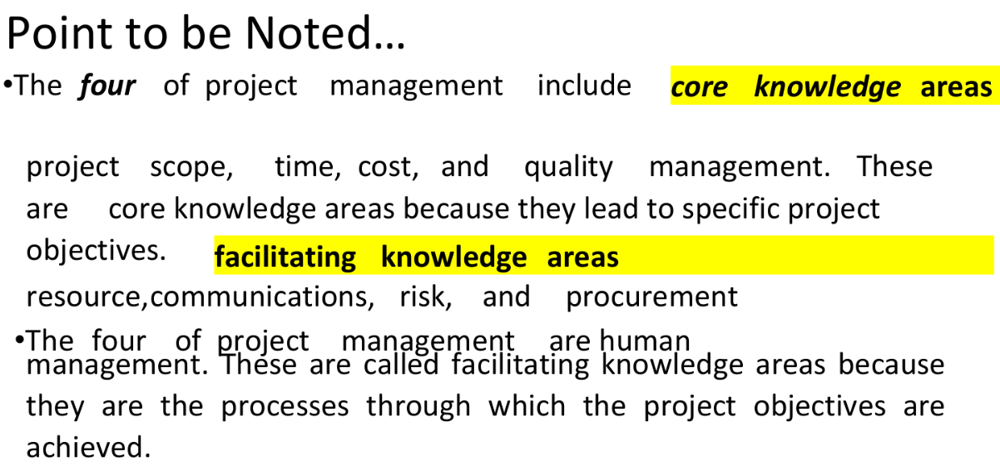 Point to be Noted...
•The four of project management include core knowledge areas
project scope, time, cost, and quality management. These
are core knowledge areas because they lead to specific project
objectives. facilitating knowledge areas
resource,communications, risk, and procurement
•The four of project management are human
management. These are called facilitating knowledge areas because
they are the processes through which the project objectives are
achieved.